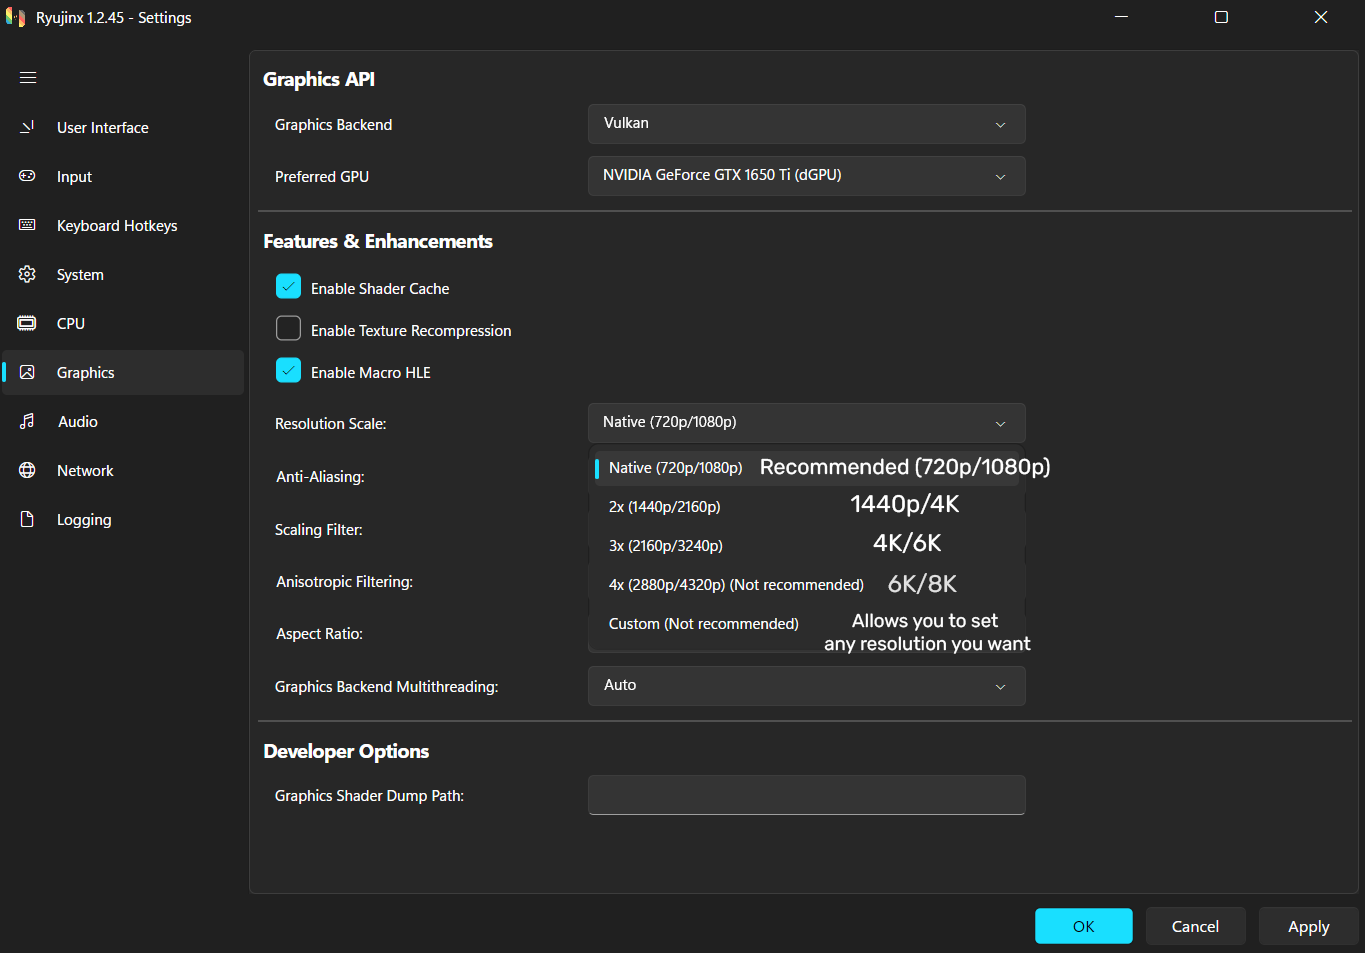 Ryujinx 1.2.45 - Settings
User Interface
Input
Keyboard Hotkeys
System
CPU
Graphics
Audio
Network
Logging
Graphics API
Graphics Backend
Vulkan
Preferred GPU
NVIDIA GeForce GTX 1650 Ti (dGPU)
Features & Enhancements
Enable Shader Cache
Enable Texture Recompression
Enable Macro HLE
Resolution Scale:
Native (720p/1080p)
Anti-Aliasing:
Scaling Filter:
Anisotropic Filtering:
Aspect Ratio:
Native (720p/1080p) Recommended (720p/1080p)
2x (1440p/2160p) 1440p/4K
3x (2160p/3240p) 4K/6K
4x (2880p/4320p) (Not recommended) 6K/8K
Custom (Not recommended) Allows you to set
any resolution you want
Graphics Backend Multithreading:
Auto
Developer Options
Graphics Shader Dump Path:
OK
Cancel
Apply